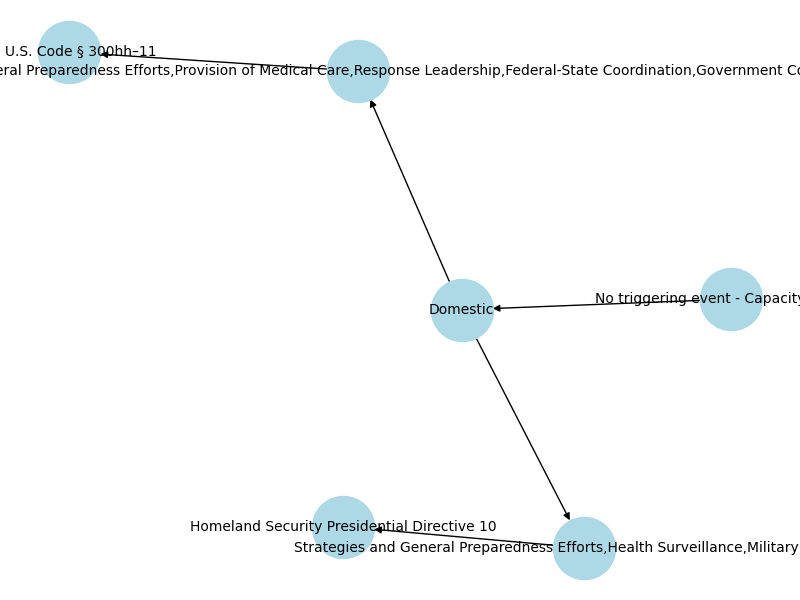 U.S. Code § 300hh–11
eral Preparedness Efforts,Provision of Medical Care,Response Leadership,Federal-State Coordination,Government Co
No triggering event - Capacity
Domestic
Homeland Security Presidential Directive 10
Strategies and General Preparedness Efforts,Health Surveillance,Military